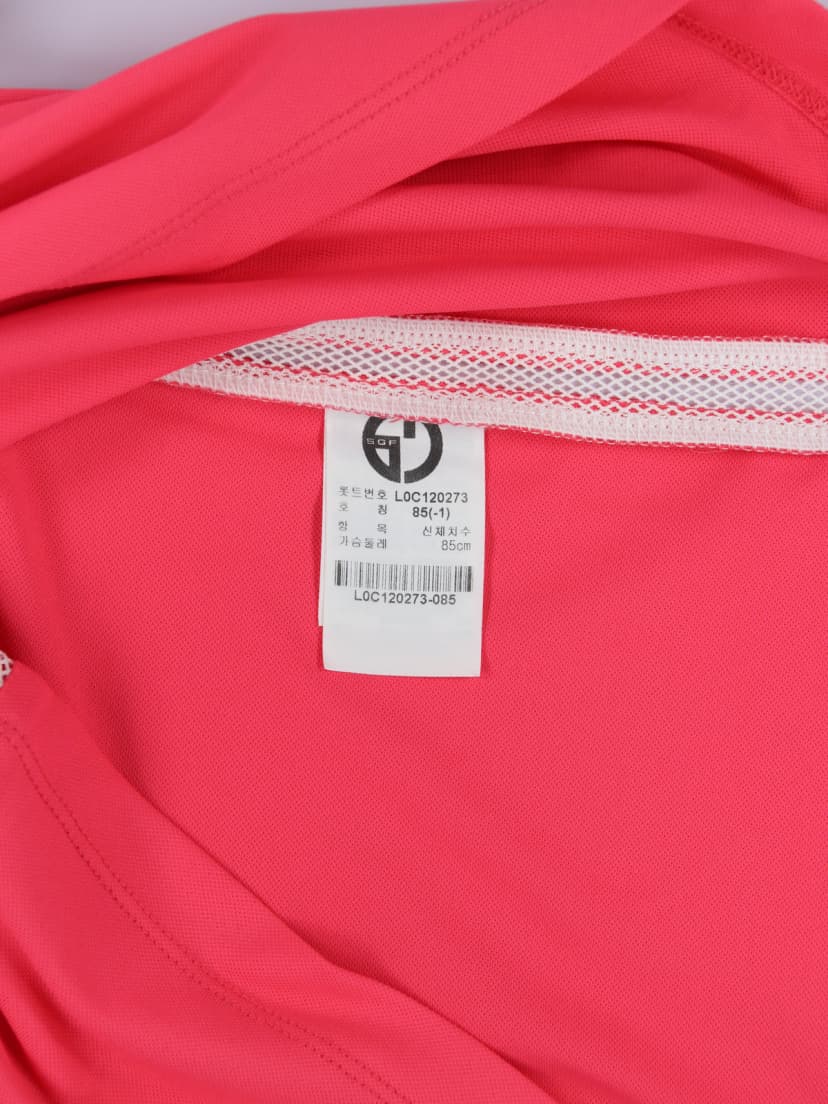 SGF
롯드번호 L0C120273
호 칭 85(-1)
항 목 신체치수
가슴둘레 85cm
L0C120273-085